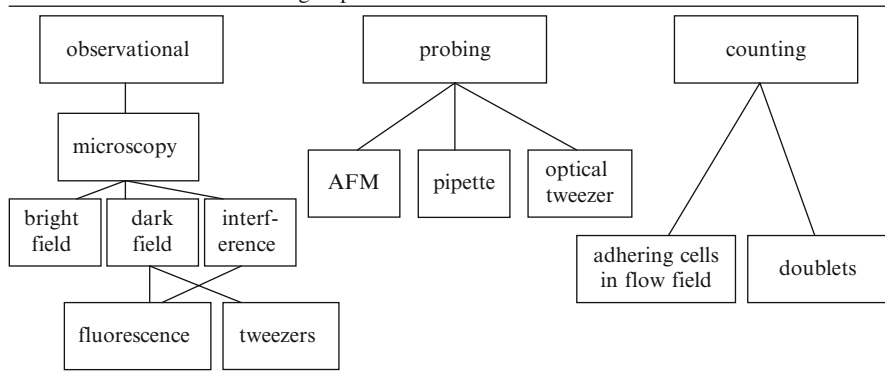 observational
probing
counting
microscopy
AFM
pipette
optical
tweezer
bright
field
dark
field
interf-
erence
adhering cells
in flow field
doublets
fluorescence
tweezers